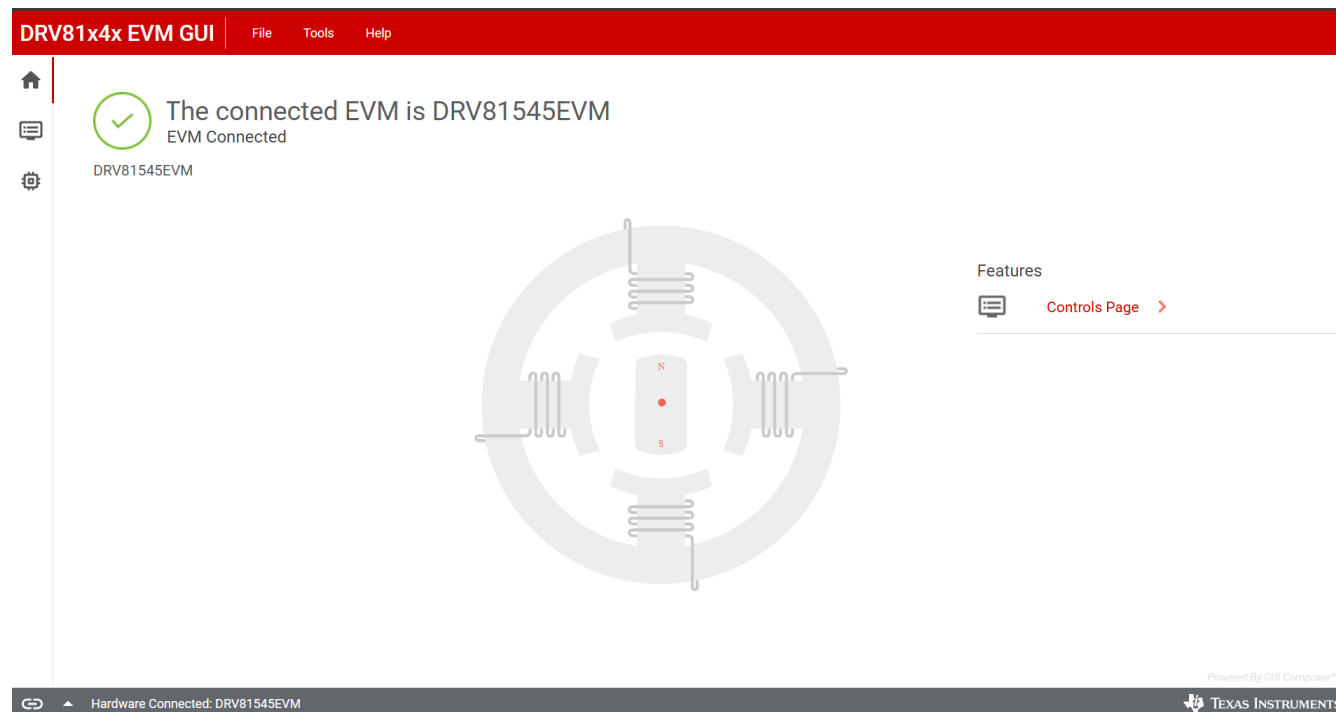 DRV81x4x EVM GUI File Tools Help
The connected EVM is DRV81545EVM
EVM Connected
DRV81545EVM
N
S
Features
Controls Page
Powered By GUI Composer™
Hardware Connected: DRV81545EVM
TEXAS INSTRUMENTS